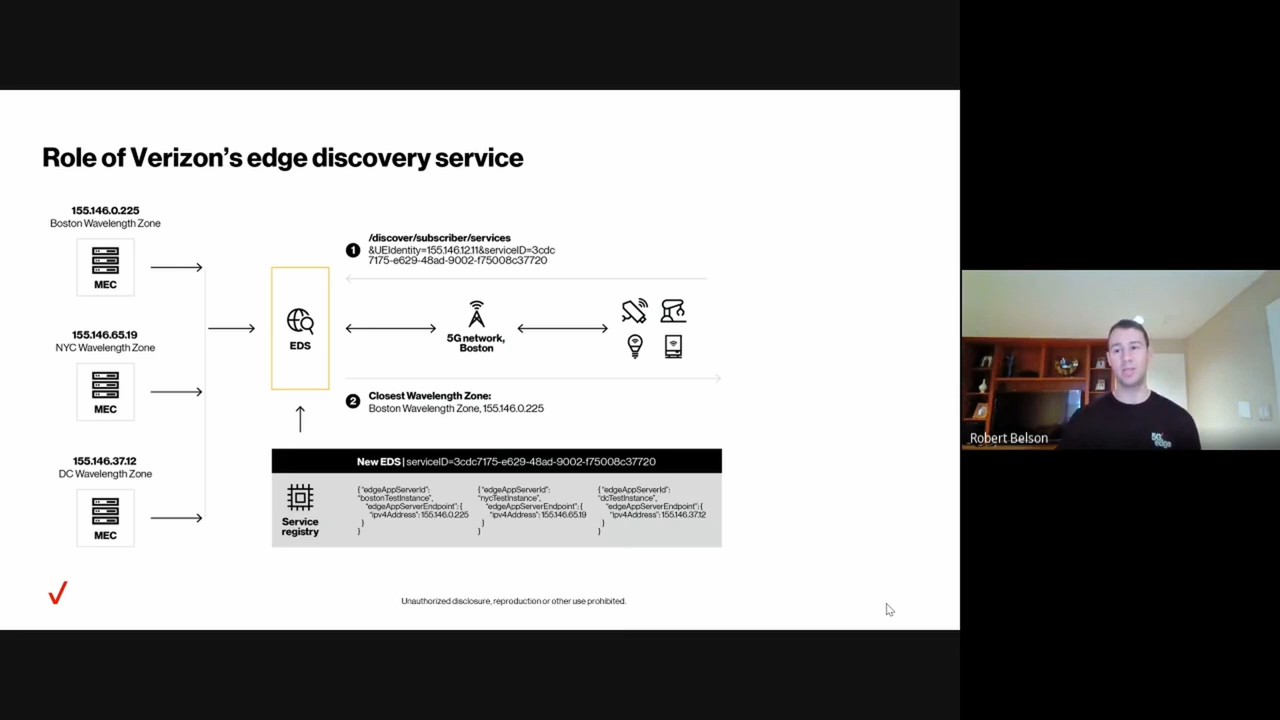 Role of Verizon's edge discovery service
155.146.0.225
Boston Wavelength Zone
MEC
155.146.65.19
NYC Wavelength Zone
MEC
155.146.37.12
DC Wavelength Zone
MEC
EDS
1
/discover/subscriber/services
&UEIdentity=155.146.12.11&serviceID=3cdc
7175-e629-48ad-9002-f75008c37720
5G network,
Boston
2
Closest Wavelength Zone:
Boston Wavelength Zone, 155.146.0.225
New EDS | serviceID=3cdc7175-e629-48ad-9002-f75008c37720
Service
registry
{ "edgeAppServerId":
"bostonTestInstance",
"edgeAppServerEndpoint": {
"ipv4Address": 155.146.0.225
}
}
{ "edgeAppServerId":
"nycTestInstance",
"edgeAppServerEndpoint": {
"ipv4Address": 155.146.65.19
}
}
{ "edgeAppServerId":
"dcTestInstance",
"edgeAppServerEndpoint": {
"ipv4Address": 155.146.37.12
}
}
Unauthorized disclosure, reproduction or other use prohibited.
Robert Belson
5G
edge